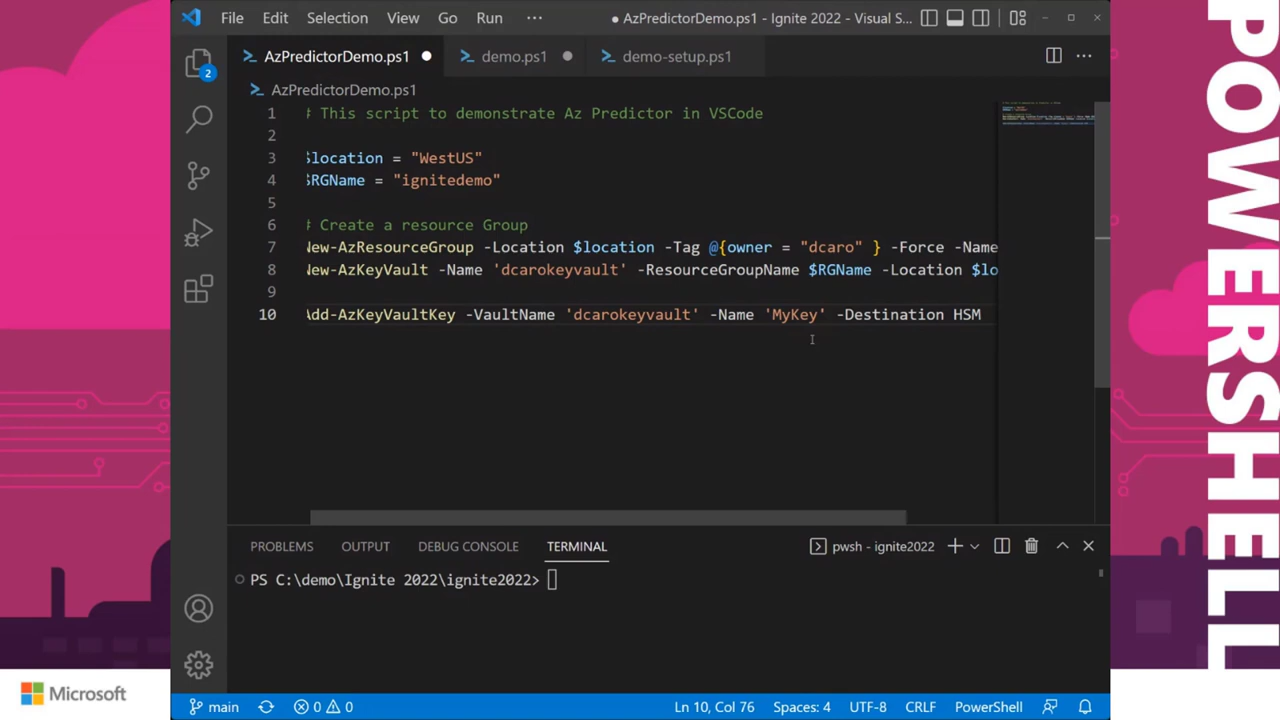 File Edit Selection View Go Run ··· ● AzPredictorDemo.ps1 - Ignite 2022 - Visual S...
AzPredictorDemo.ps1 ● demo.ps1 ● demo-setup.ps1
AzPredictorDemo.ps1
1 # This script to demonstrate Az Predictor in VSCode
2
3 $location = "WestUS"
4 $RGName = "ignitedemo"
5
6 # Create a resource Group
7 New-AzResourceGroup -Location $location -Tag @{owner = "dcaro" } -Force -Name
8 New-AzKeyVault -Name 'dcarokeyvault' -ResourceGroupName $RGName -Location $lo
9
10 Add-AzKeyVaultKey -VaultName 'dcarokeyvault' -Name 'MyKey' -Destination HSM
2
PROBLEMS OUTPUT DEBUG CONSOLE TERMINAL pwsh - ignite2022
PS C:\demo\Ignite 2022\ignite2022>
main 0 0 Ln 10, Col 76 Spaces: 4 UTF-8 CRLF PowerShell
Microsoft
POWERSHELL